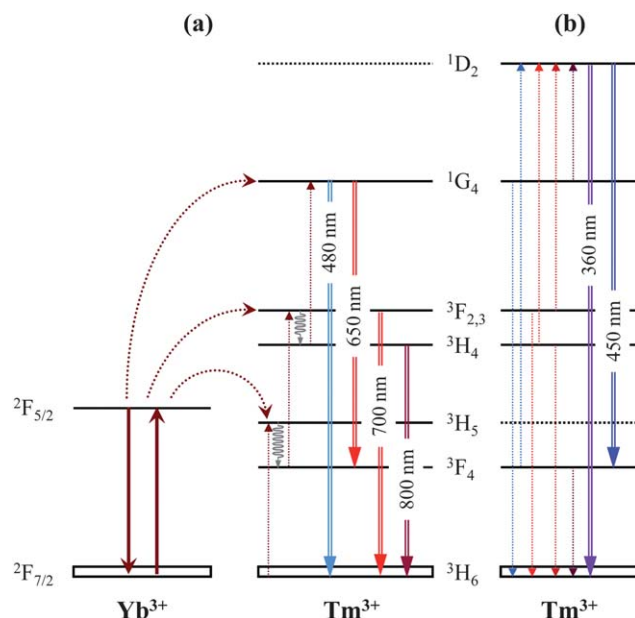 (a) (b)
¹D₂
¹G₄
480 nm
650 nm
360 nm
450 nm
³F₂,₃
³H₄
700 nm
800 nm
²F₅/₂
³H₅
³F₄
²F₇/₂
³H₆
Yb³⁺ Tm³⁺ Tm³⁺